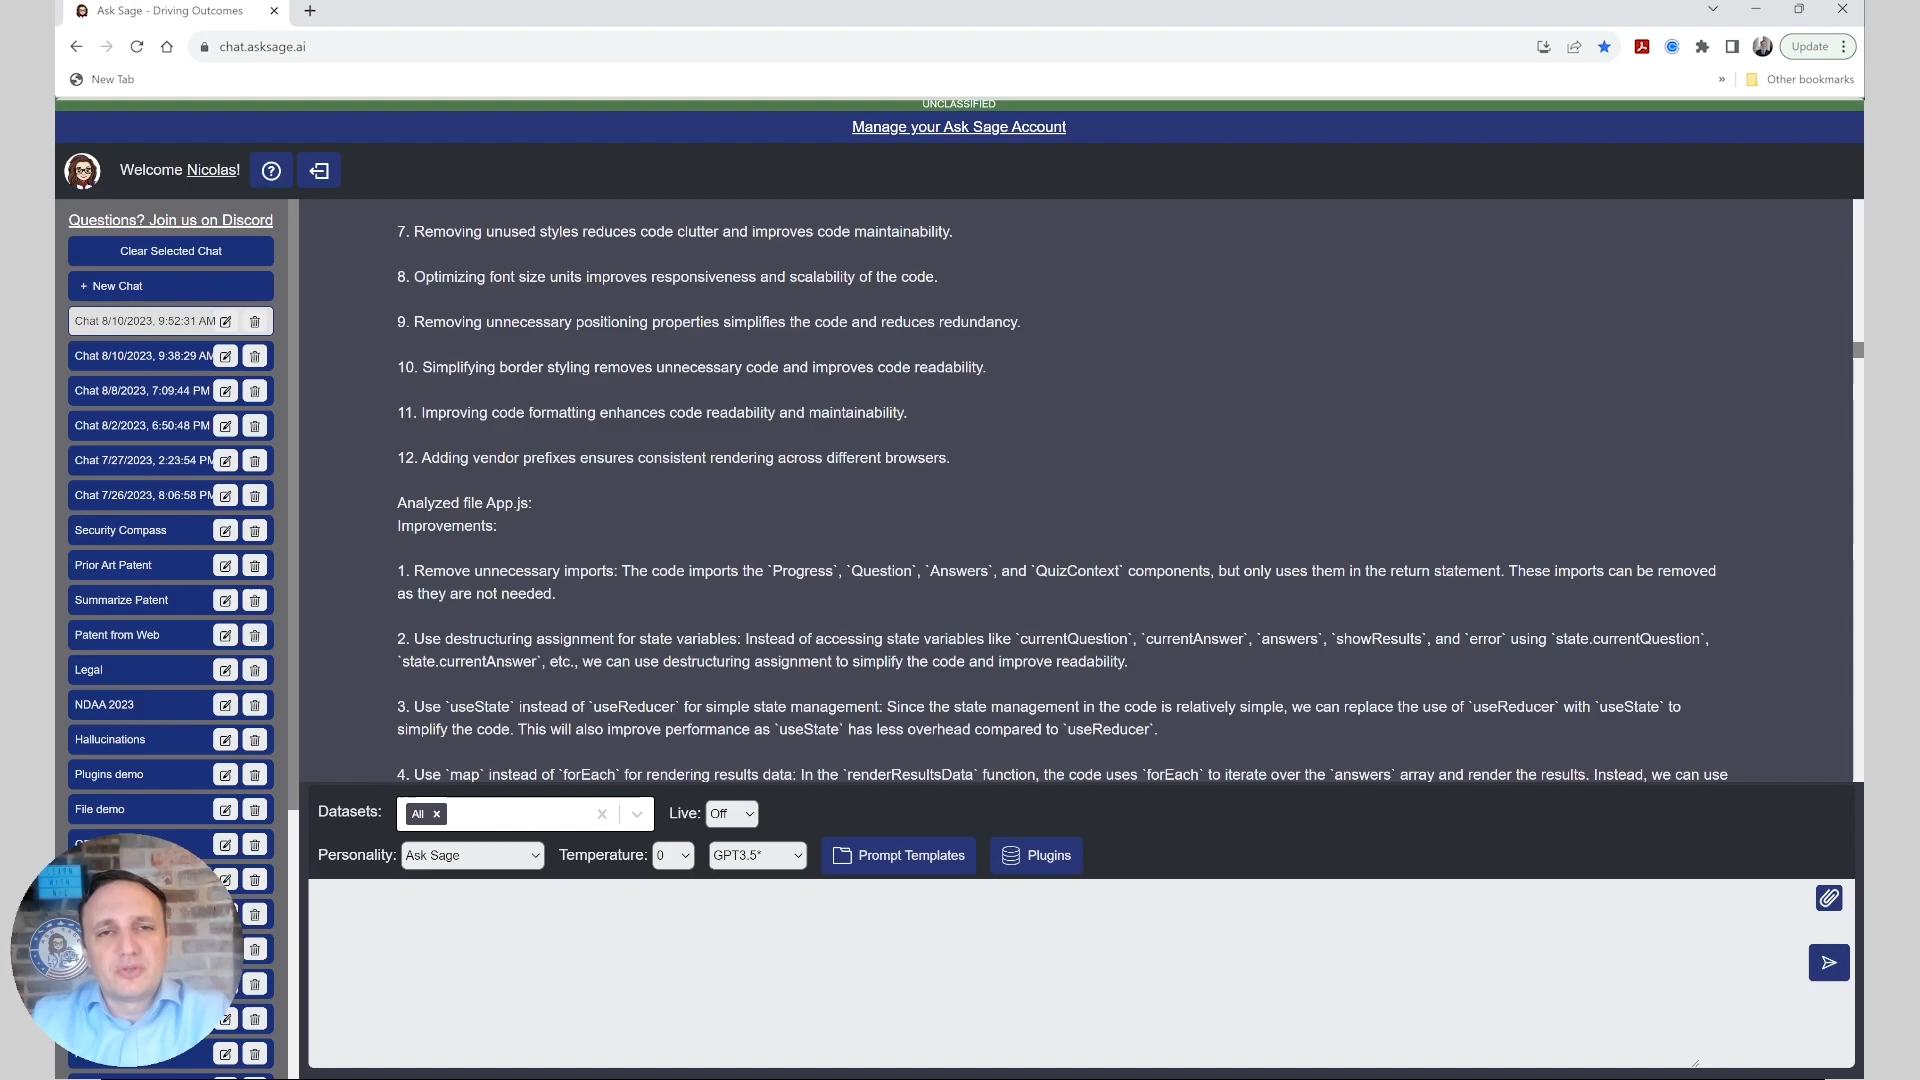 Ask Sage - Driving Outcomes
chat.asksage.ai
Update
New Tab
» Other bookmarks
UNCLASSIFIED
Manage your Ask Sage Account
Welcome Nicolas!
Questions? Join us on Discord
Clear Selected Chat
+ New Chat
Chat 8/10/2023, 9:52:31 AM
Chat 8/10/2023, 9:38:29 AM
Chat 8/8/2023, 7:09:44 PM
Chat 8/2/2023, 6:50:48 PM
Chat 7/27/2023, 2:23:54 PM
Chat 7/26/2023, 8:06:58 PM
Security Compass
Prior Art Patent
Summarize Patent
Patent from Web
Legal
NDAA 2023
Hallucinations
Plugins demo
File demo
7. Removing unused styles reduces code clutter and improves code maintainability.
8. Optimizing font size units improves responsiveness and scalability of the code.
9. Removing unnecessary positioning properties simplifies the code and reduces redundancy.
10. Simplifying border styling removes unnecessary code and improves code readability.
11. Improving code formatting enhances code readability and maintainability.
12. Adding vendor prefixes ensures consistent rendering across different browsers.
Analyzed file App.js:
Improvements:
1. Remove unnecessary imports: The code imports the `Progress`, `Question`, `Answers`, and `QuizContext` components, but only uses them in the return statement. These imports can be removed
as they are not needed.
2. Use destructuring assignment for state variables: Instead of accessing state variables like `currentQuestion`, `currentAnswer`, `answers`, `showResults`, and `error` using `state.currentQuestion`,
`state.currentAnswer`, etc., we can use destructuring assignment to simplify the code and improve readability.
3. Use `useState` instead of `useReducer` for simple state management: Since the state management in the code is relatively simple, we can replace the use of `useReducer` with `useState` to
simplify the code. This will also improve performance as `useState` has less overhead compared to `useReducer`.
4. Use `map` instead of `forEach` for rendering results data: In the `renderResultsData` function, the code uses `forEach` to iterate over the `answers` array and render the results. Instead, we can use
Datasets: All Live: Off
Personality: Ask Sage Temperature: 0 GPT3.5* Prompt Templates Plugins